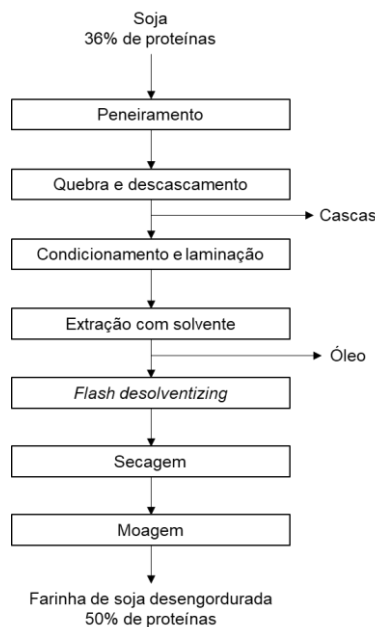 Soja
36% de proteínas
Peneiramento
Quebra e descascamento
Cascas
Condicionamento e laminação
Extração com solvente
Óleo
Flash desolventizing
Secagem
Moagem
Farinha de soja desengordurada
50% de proteínas